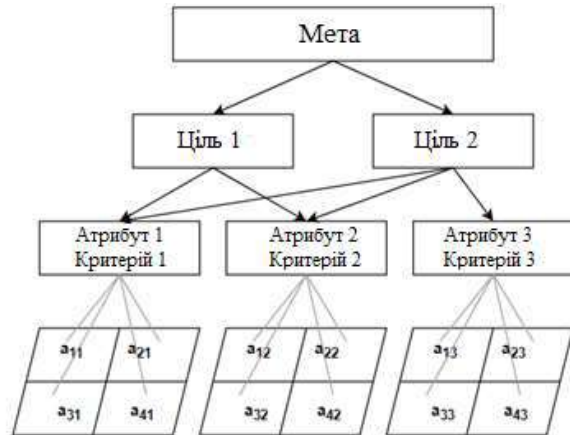 Мета
Ціль 1
Ціль 2
Атрибут 1
Критерій 1
Атрибут 2
Критерій 2
Атрибут 3
Критерій 3
a11 a21
a31 a41
a12 a22
a32 a42
a13 a23
a33 a43